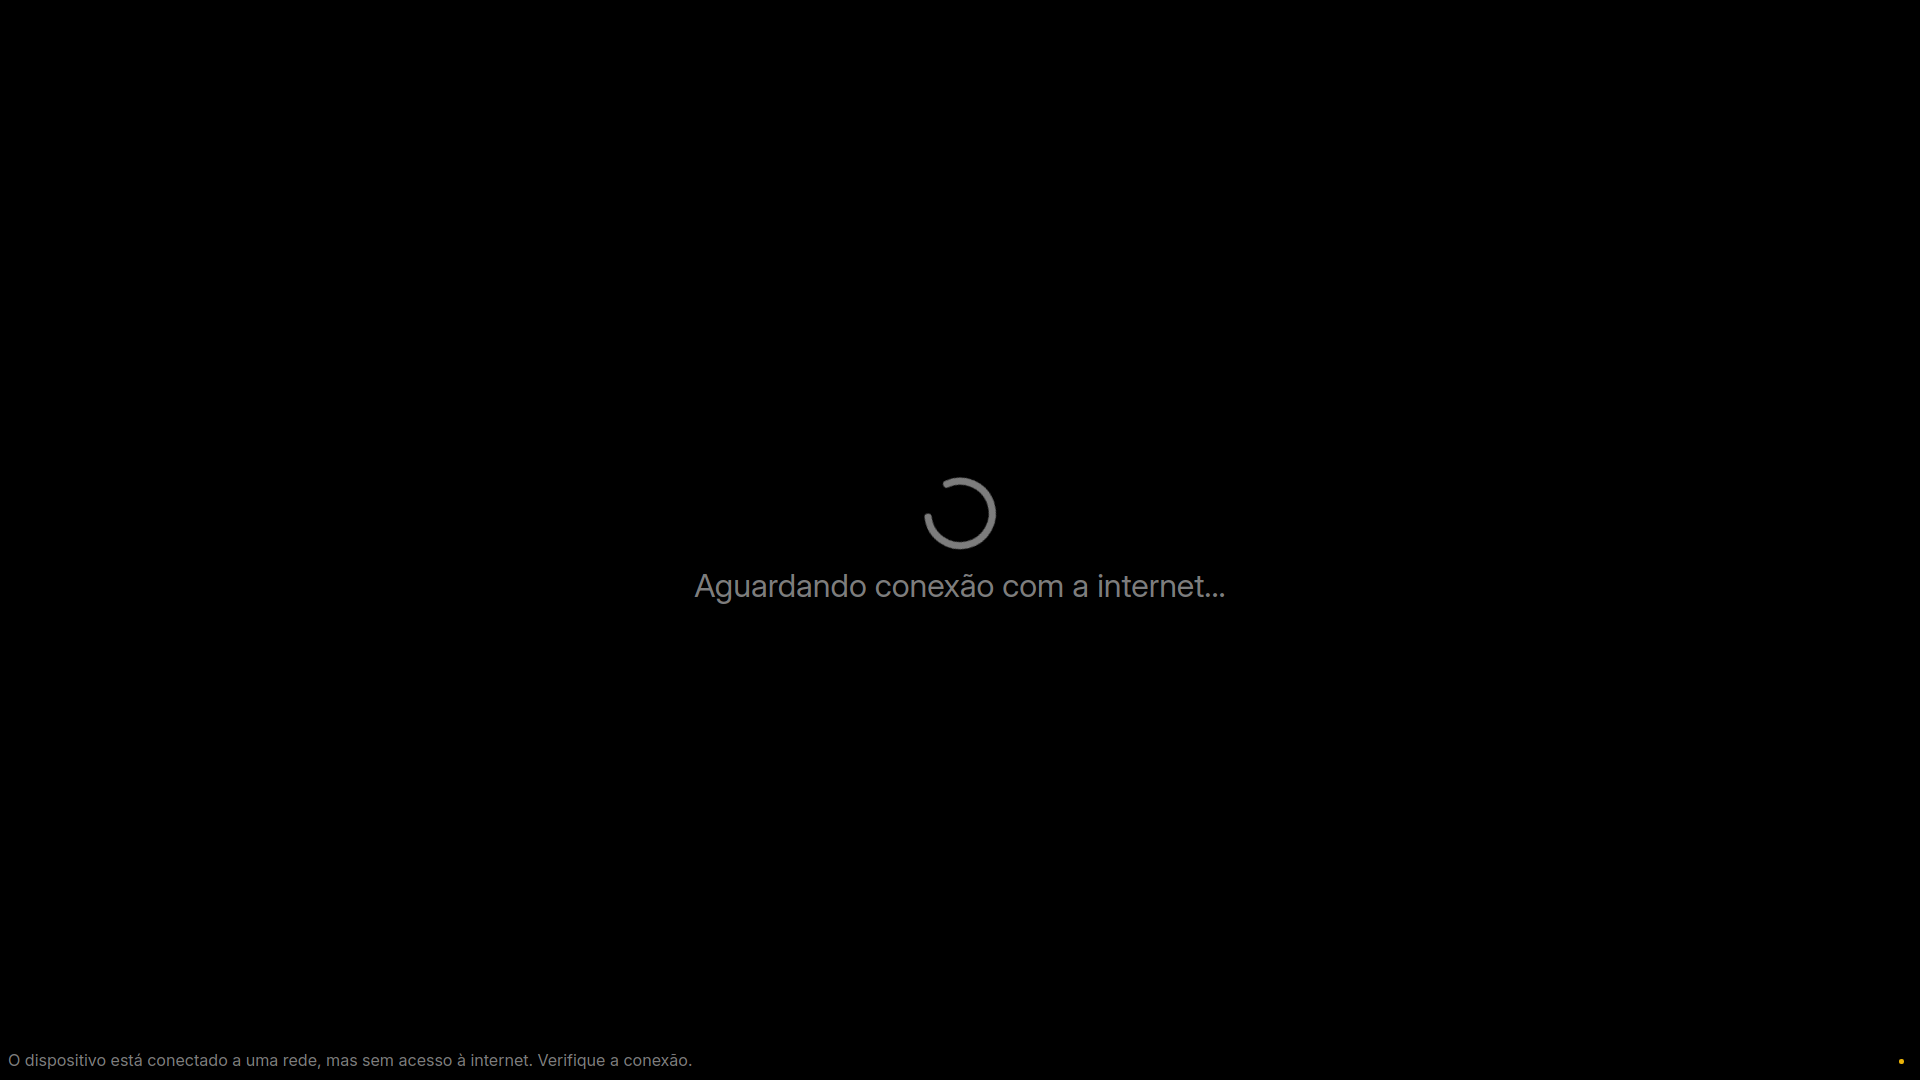 Aguardando conexão com a internet...
O dispositivo está conectado a uma rede, mas sem acesso à internet. Verifique a conexão.